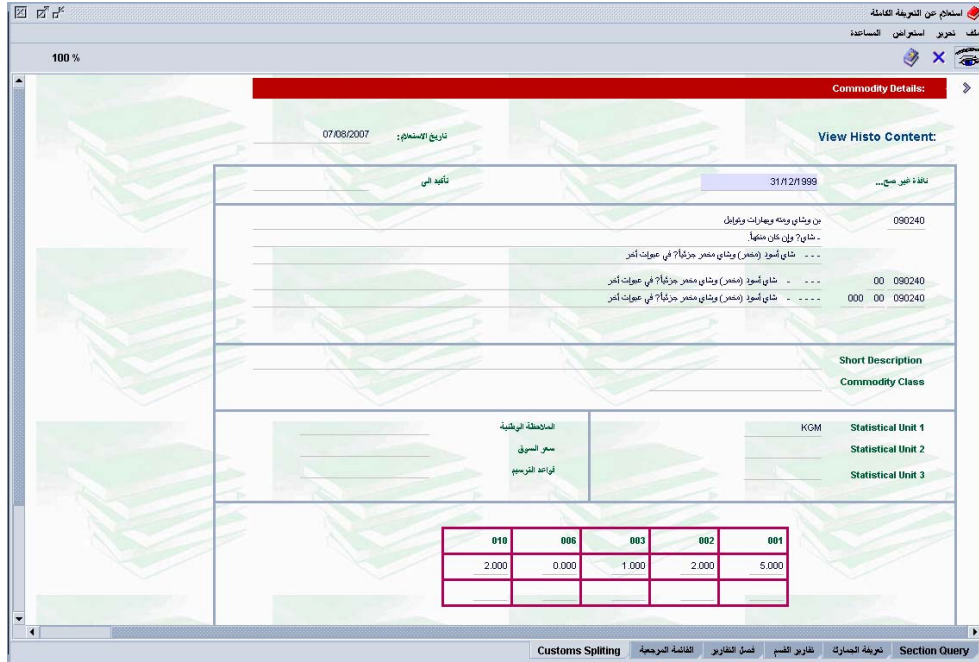 استعلام عن التعريفة الكاملة
ملف تحرير استعراض المساعدة
100 %
Commodity Details:
View Histo Content:
تاريخ الاستعلام: 07/08/2007
نافذة غير صح... 31/12/1999 تأكيد الى
090240 بن وشاي ومته وبهارات وتوابل
- شاي? وإن كان منكهاً.
- - - شاي أسود (مخمر) وشاي مخمر جزئياً? في عبوات أخر
090240 00 - - - - شاي أسود (مخمر) وشاي مخمر جزئياً? في عبوات أخر
090240 00 000 - - - - - شاي أسود (مخمر) وشاي مخمر جزئياً? في عبوات أخر
Short Description
Commodity Class
Statistical Unit 1 KGM
Statistical Unit 2
Statistical Unit 3
الملاحظة الوطنية
سعر السوق
قواعد الترسيم
001 002 003 006 010
5.000 2.000 1.000 0.000 2.000
Section Query تعريفة الجمارك تقارير القسم فصل التقارير القائمة المرجعية Customs Spliting